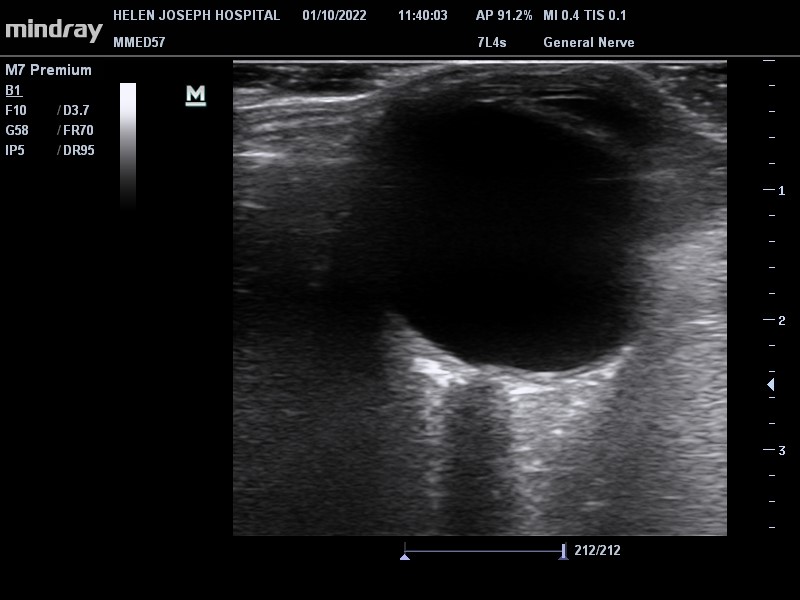 mindray
HELEN JOSEPH HOSPITAL 01/10/2022 11:40:03 AP 91.2% MI 0.4 TIS 0.1
MMED57 7L4s General Nerve
M7 Premium
B1
F10 / D3.7
G58 / FR70
IP5 / DR95
M
1
2
3
212/212